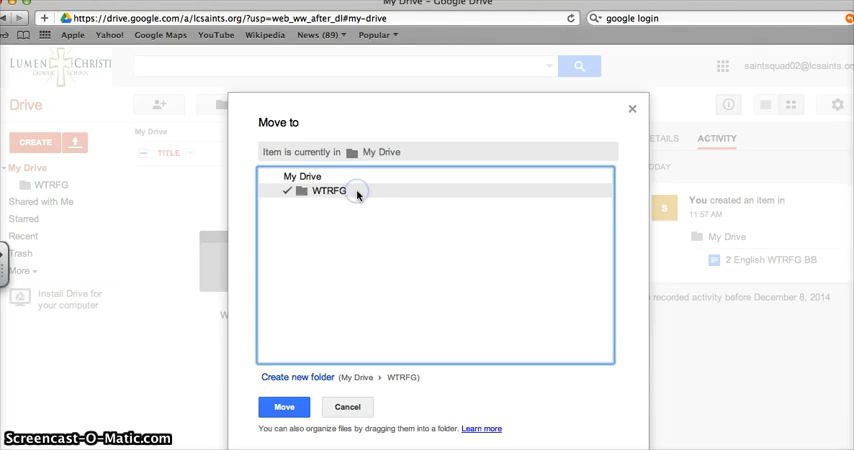 My Drive - Google Drive
https://drive.google.com/a/lcsaints.org/?usp=web_ww_after_dl#my-drive
google login
Apple Yahoo! Google Maps YouTube Wikipedia News (89) Popular
LUMEN CHRISTI
CATHOLIC SCHOOL
saintsquad02@lcsaints.or
Drive
CREATE
My Drive
WTRFG
Shared with Me
Starred
Recent
Trash
More
Install Drive for
your computer
My Drive
TITLE
W
Move to
Item is currently in My Drive
My Drive
WTRFG
Create new folder (My Drive ▸ WTRFG)
Move Cancel
You can also organize files by dragging them into a folder. Learn more
ETAILS ACTIVITY
ODAY
S
You created an item in
11:57 AM
My Drive
2 English WTRFG BB
recorded activity before December 8, 2014
Screencast-O-Matic.com